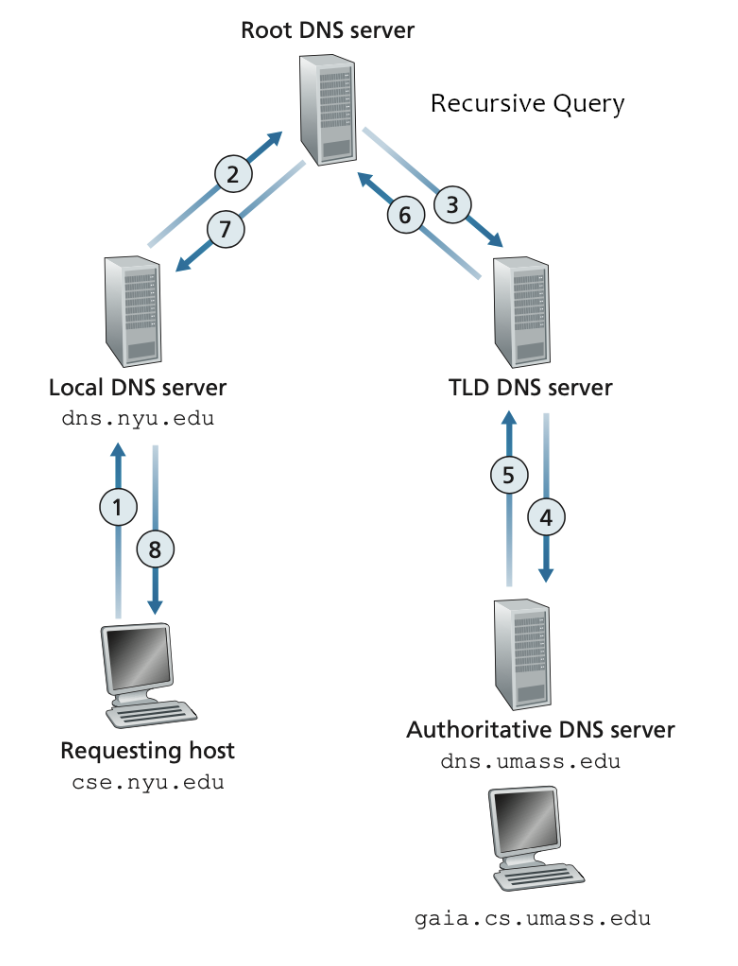 Root DNS server
Recursive Query
2
7
6
3
Local DNS server
dns.nyu.edu
TLD DNS server
1
8
5
4
Requesting host
cse.nyu.edu
Authoritative DNS server
dns.umass.edu
gaia.cs.umass.edu